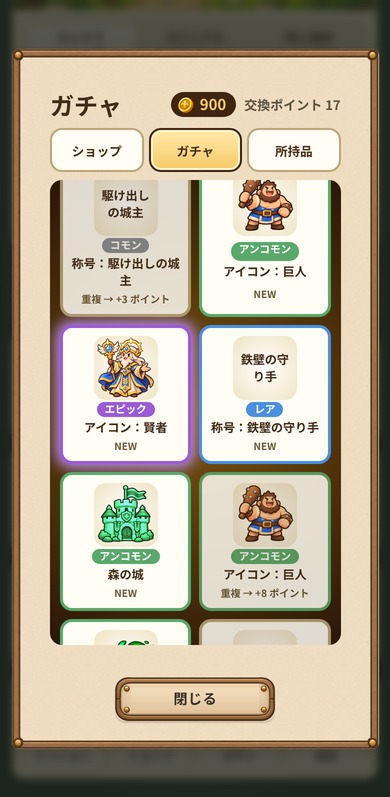 ガチャ
900 交換ポイント 17
ショップ
ガチャ
所持品
駆け出し
の城主
コモン
称号：駆け出しの城
主
重複 → +3 ポイント
アンコモン
アイコン：巨人
NEW
エピック
アイコン：賢者
NEW
鉄壁の守
り手
レア
称号：鉄壁の守り手
NEW
アンコモン
森の城
NEW
アンコモン
アイコン：巨人
重複 → +8 ポイント
閉じる